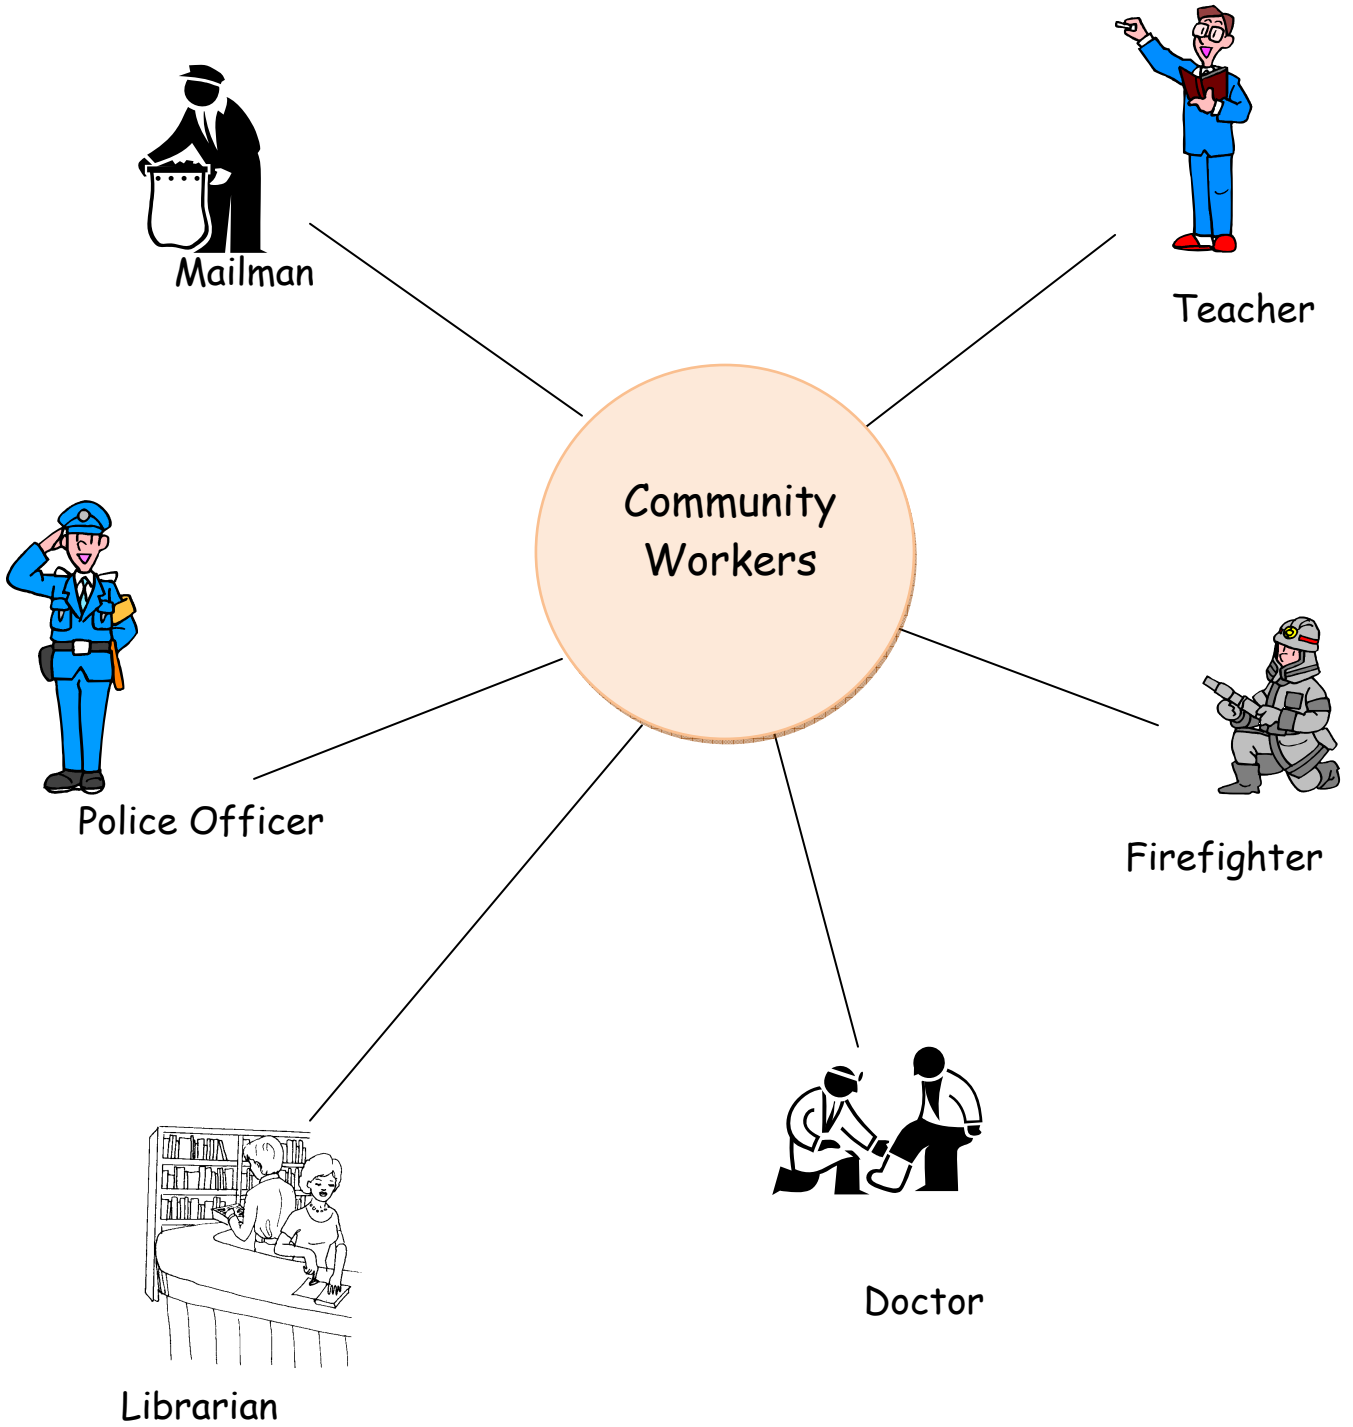 Mailman
Teacher
Community
Workers
Police Officer
Firefighter
Doctor
Librarian